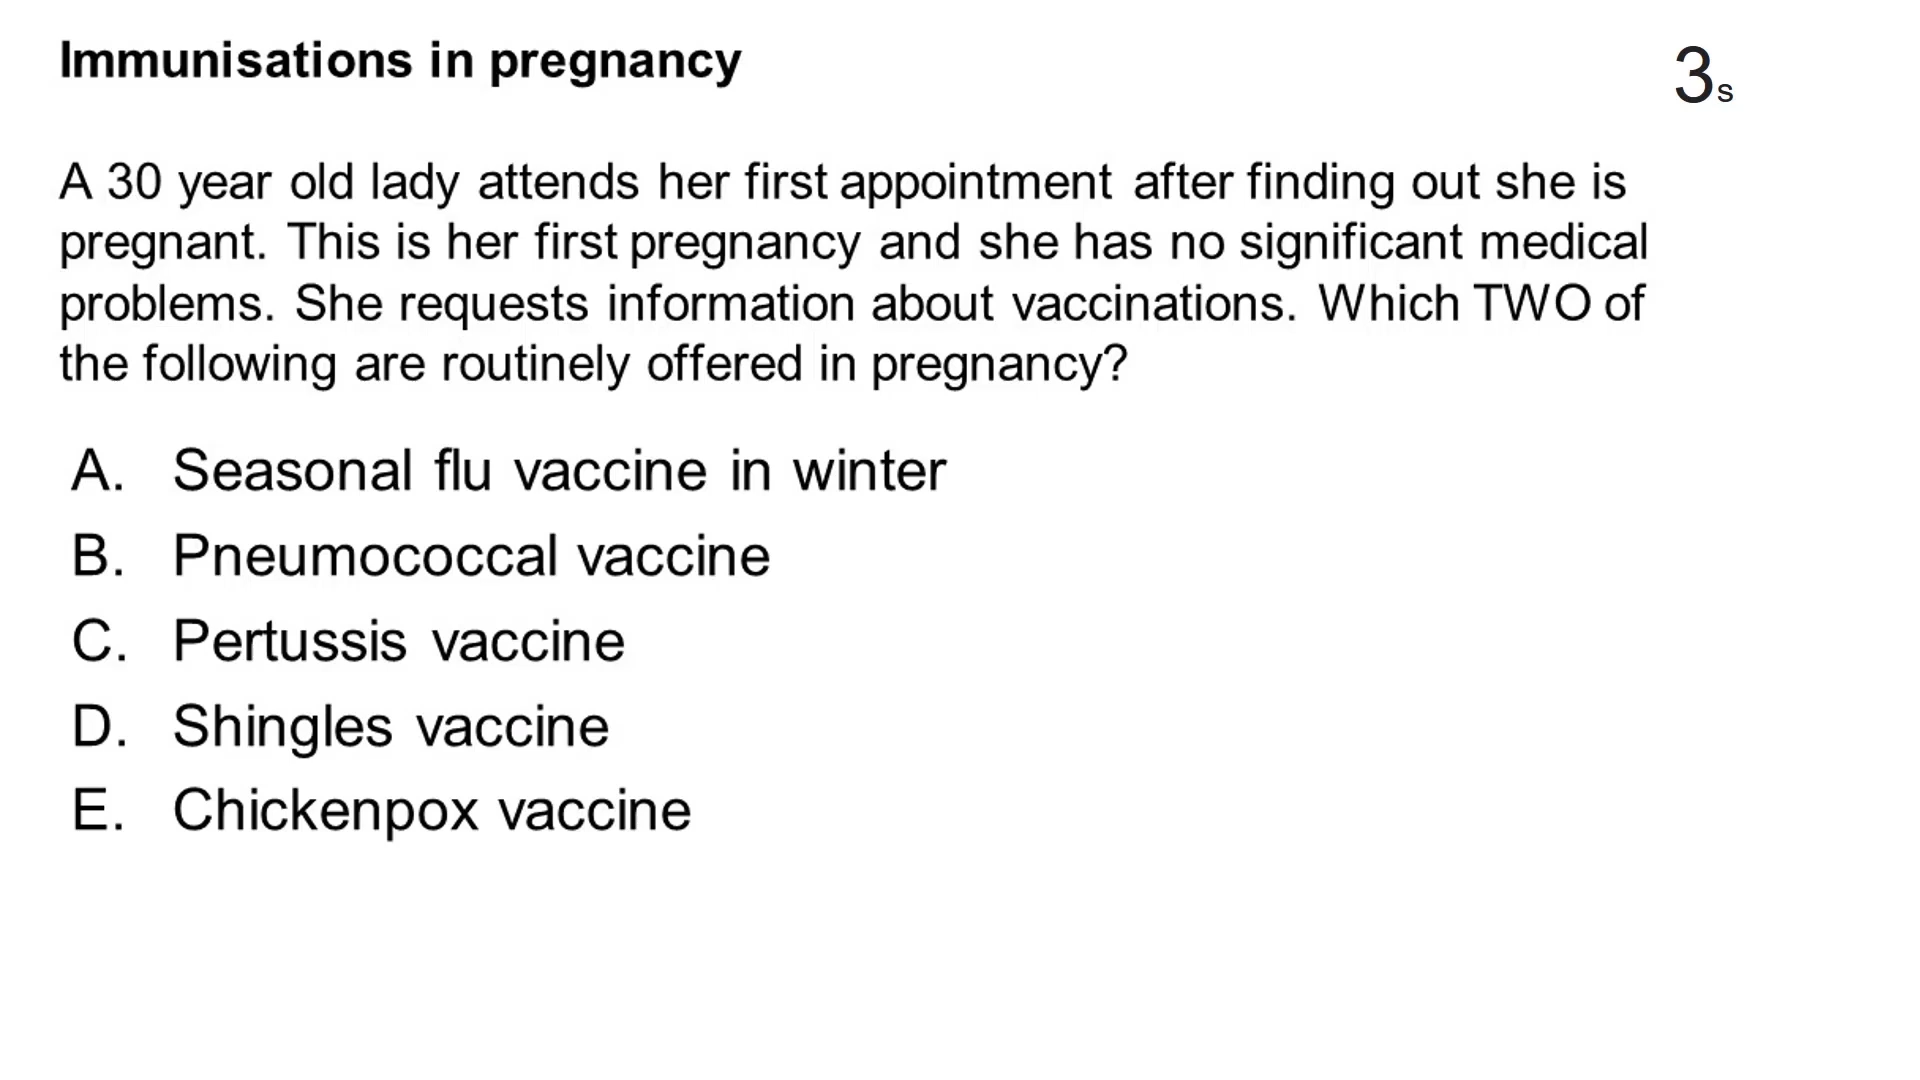 Immunisations in pregnancy
3s
A 30 year old lady attends her first appointment after finding out she is
pregnant. This is her first pregnancy and she has no significant medical
problems. She requests information about vaccinations. Which TWO of
the following are routinely offered in pregnancy?
A. Seasonal flu vaccine in winter
B. Pneumococcal vaccine
C. Pertussis vaccine
D. Shingles vaccine
E. Chickenpox vaccine